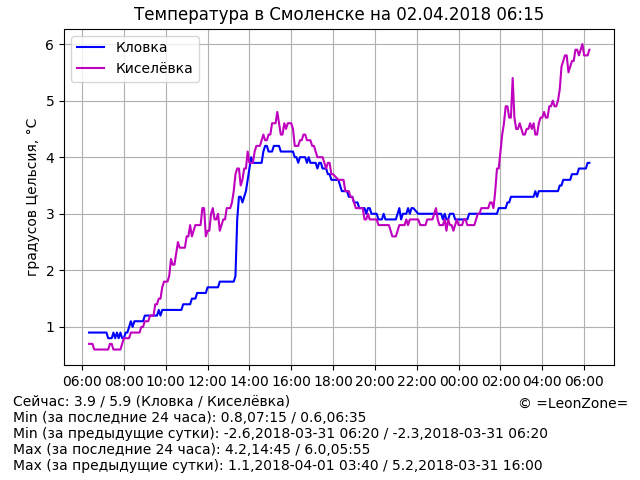 Температура в Смоленске на 02.04.2018 06:15
градусов Цельсия, °C
Кловка
Киселёвка
6
5
4
3
2
1
06:00 08:00 10:00 12:00 14:00 16:00 18:00 20:00 22:00 00:00 02:00 04:00 06:00
Сейчас: 3.9 / 5.9 (Кловка / Киселёвка)
© =LeonZone=
Min (за последние 24 часа): 0.8,07:15 / 0.6,06:35
Min (за предыдущие сутки): -2.6,2018-03-31 06:20 / -2.3,2018-03-31 06:20
Max (за последние 24 часа): 4.2,14:45 / 6.0,05:55
Max (за предыдущие сутки): 1.1,2018-04-01 03:40 / 5.2,2018-03-31 16:00